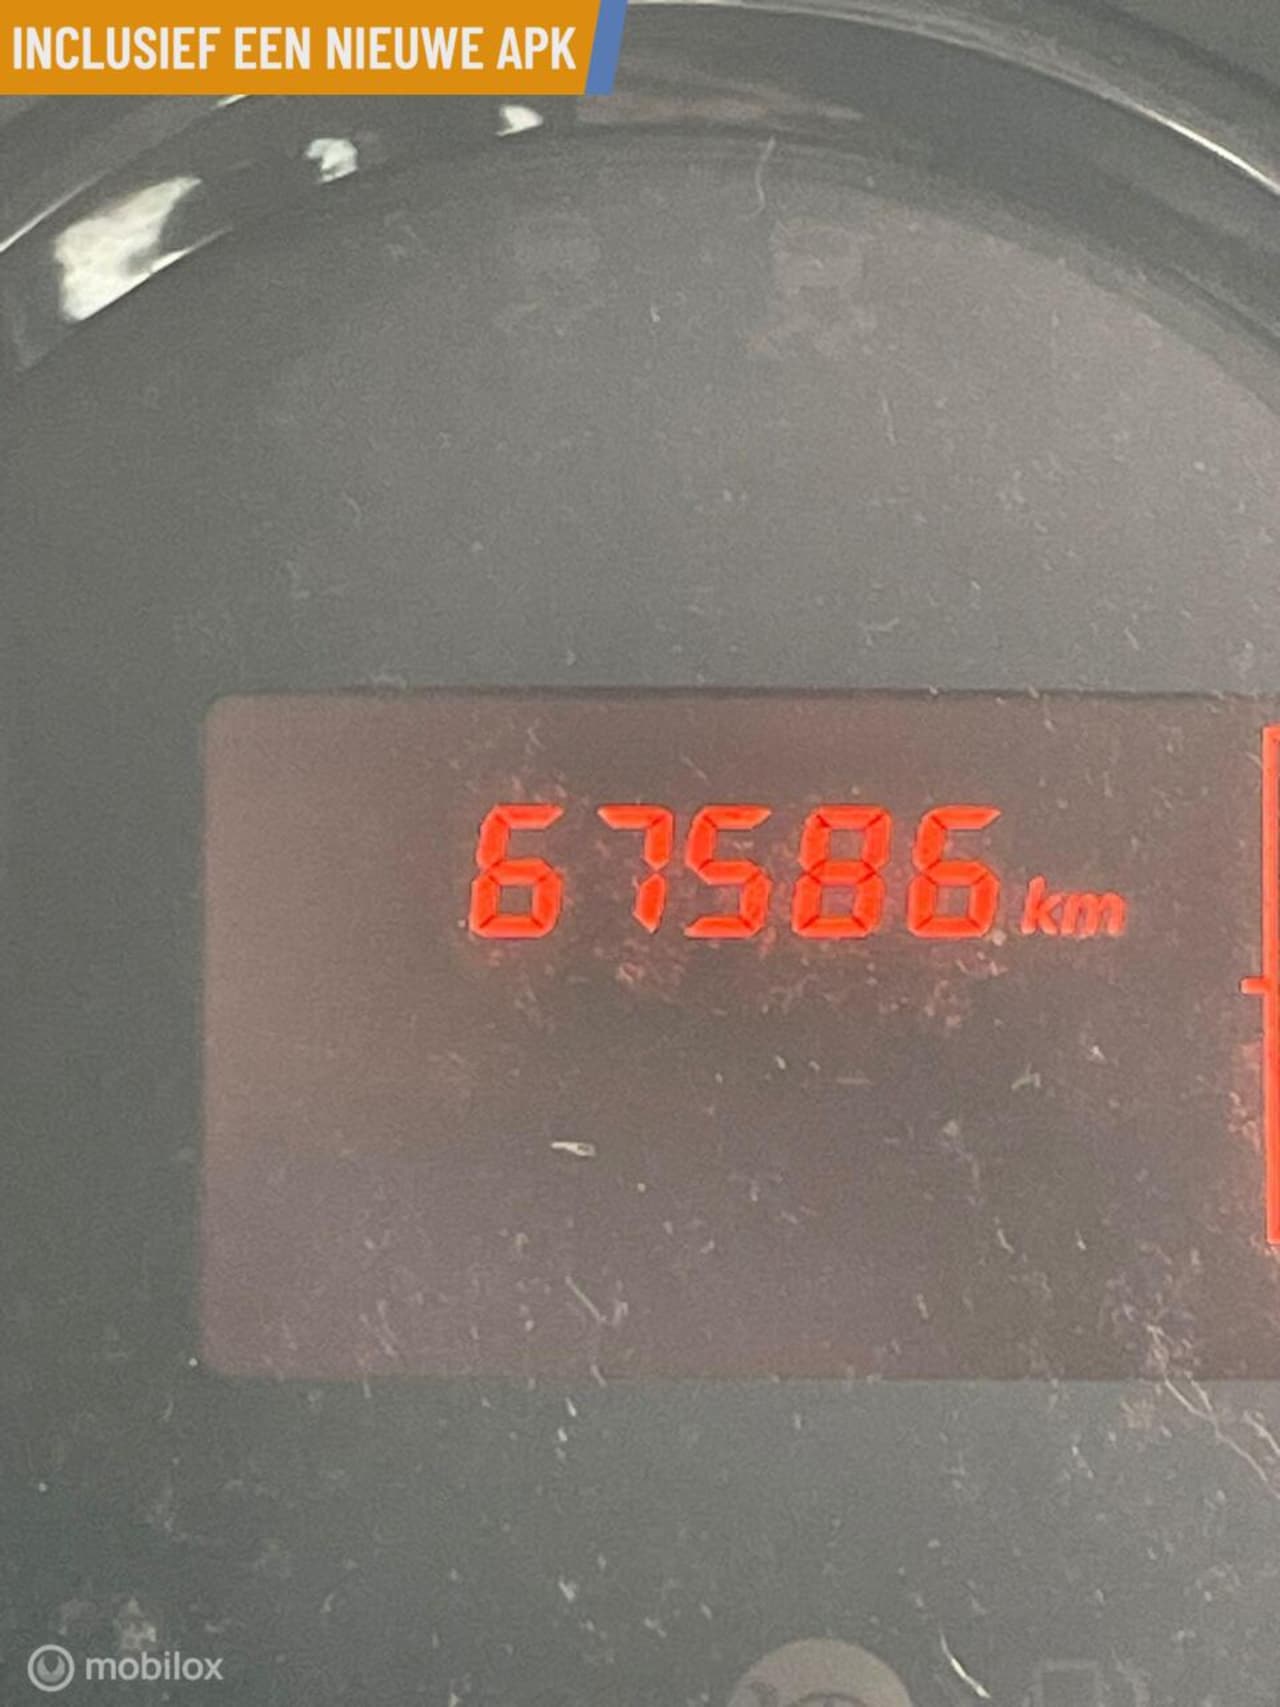 INCLUSIEF EEN NIEUWE APK
67586 km
mobilox